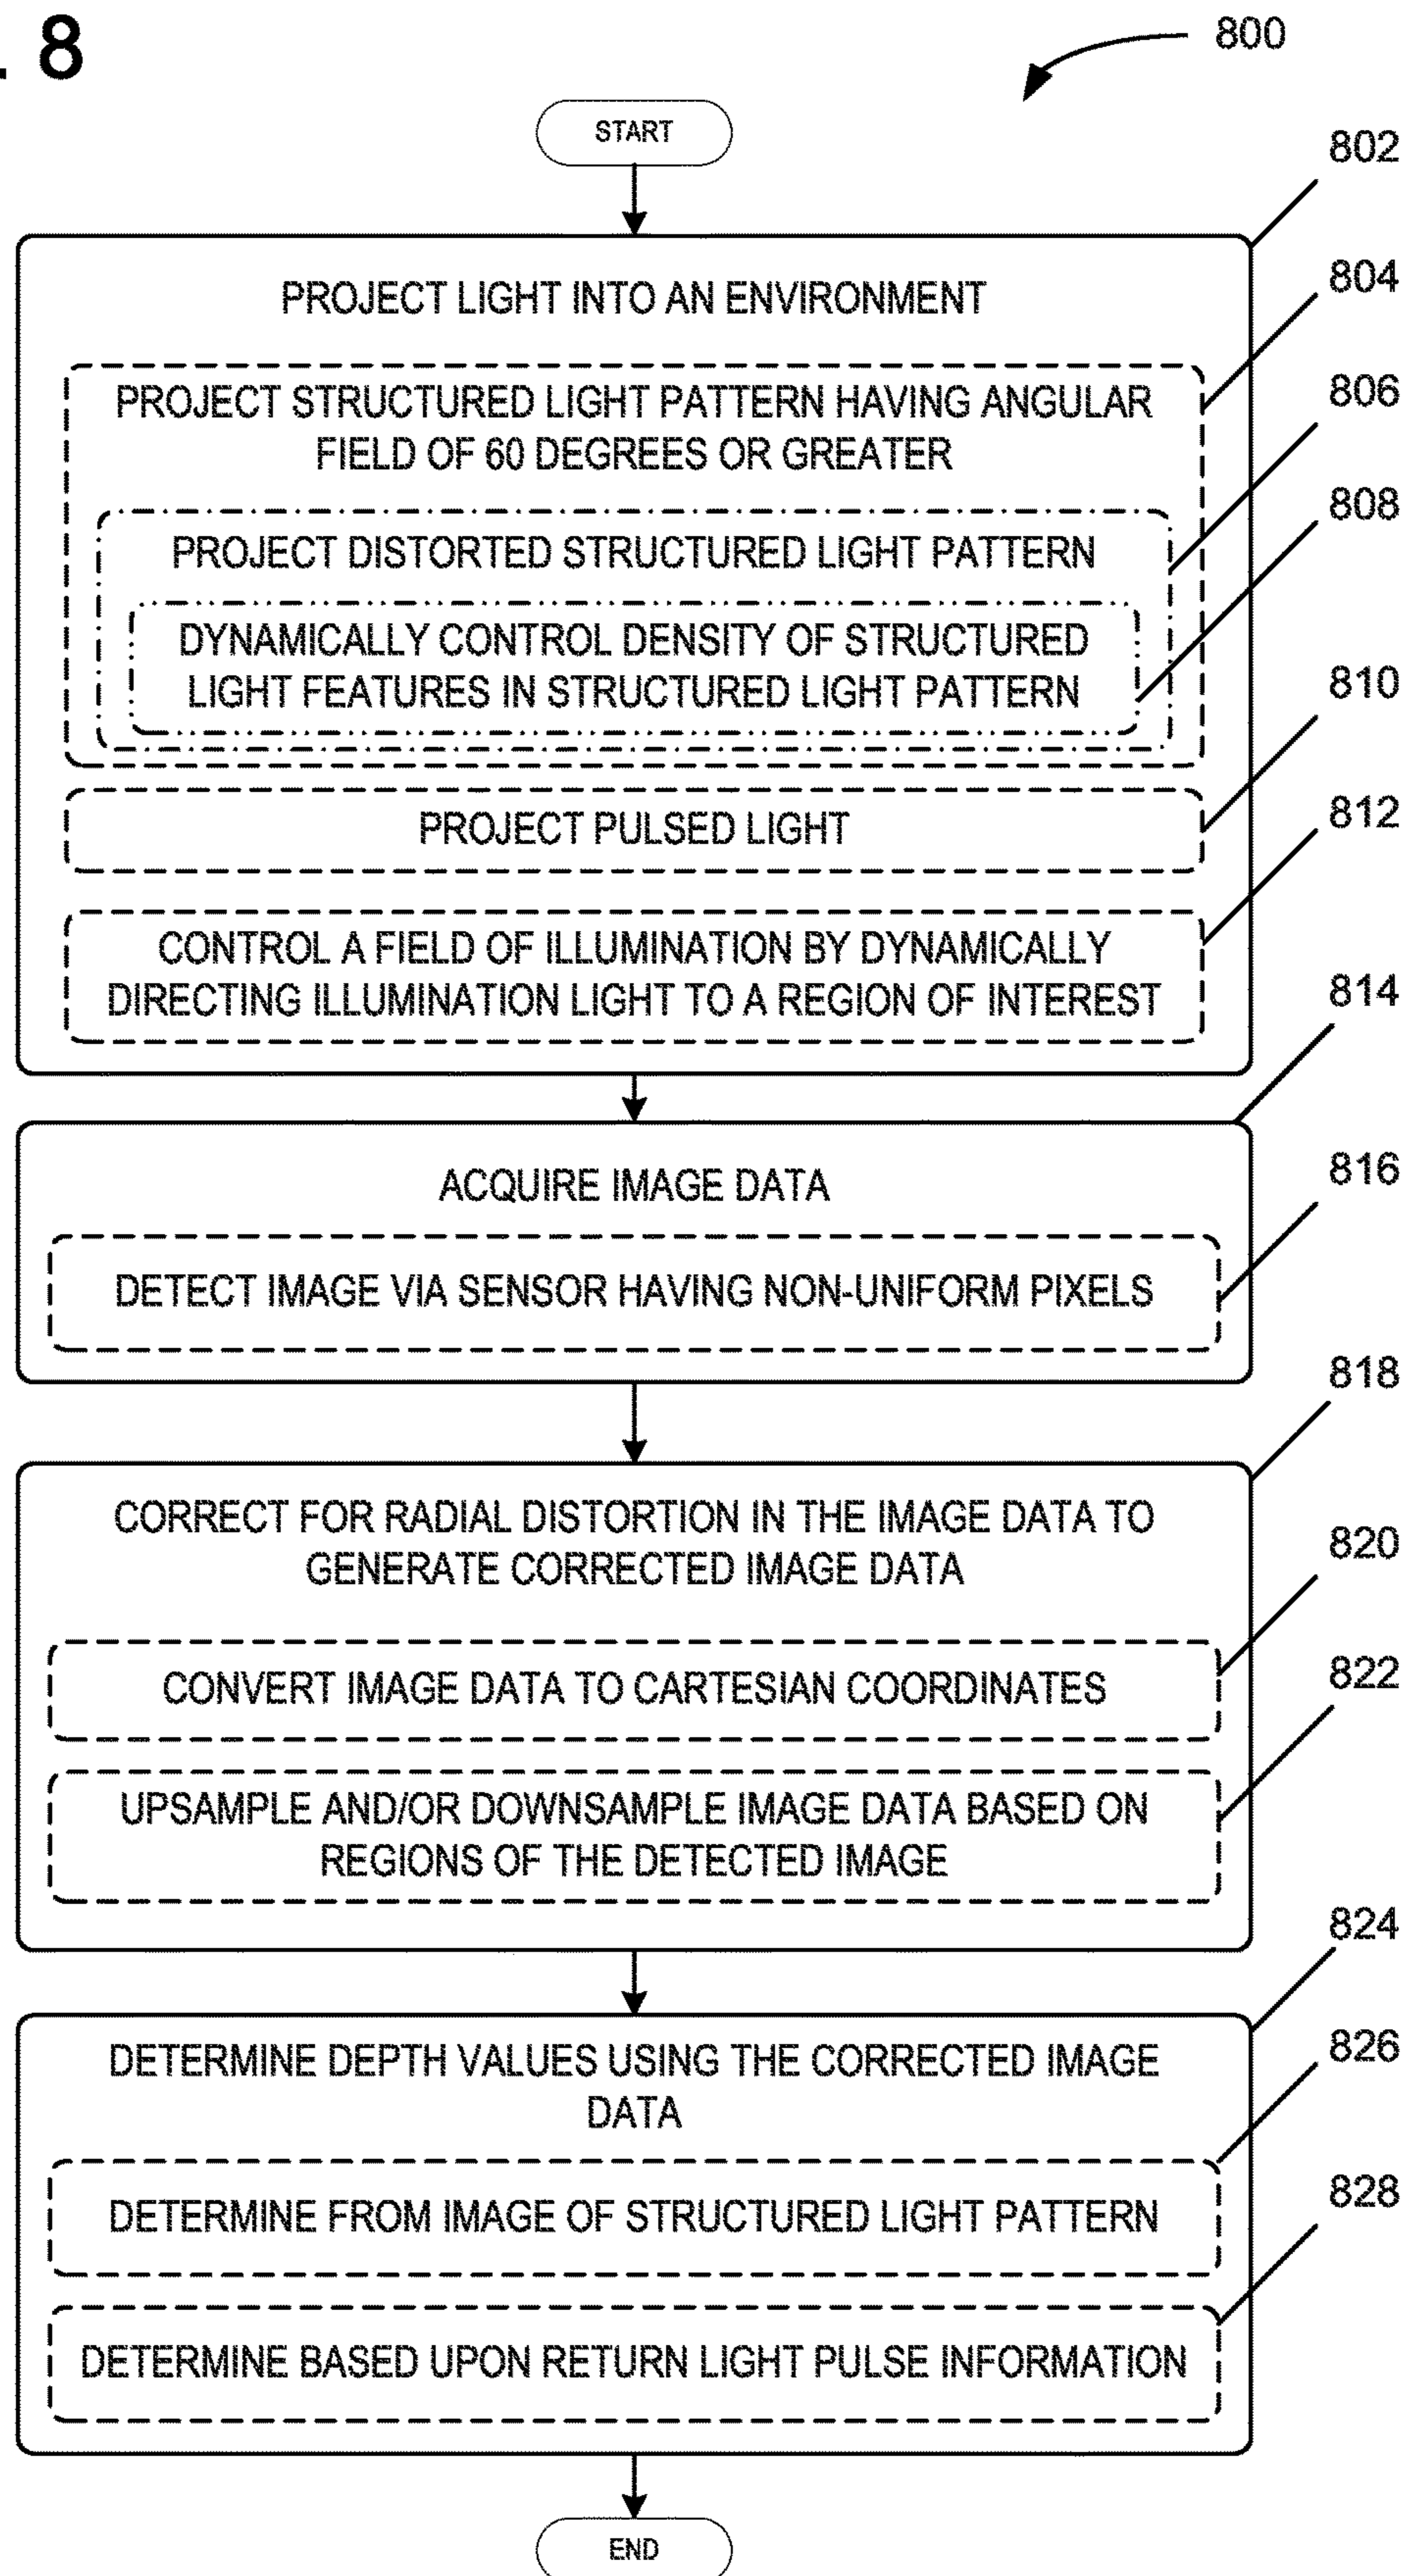 . 8
800
START
802
PROJECT LIGHT INTO AN ENVIRONMENT
804
PROJECT STRUCTURED LIGHT PATTERN HAVING ANGULAR
FIELD OF 60 DEGREES OR GREATER
806
PROJECT DISTORTED STRUCTURED LIGHT PATTERN
808
DYNAMICALLY CONTROL DENSITY OF STRUCTURED
LIGHT FEATURES IN STRUCTURED LIGHT PATTERN
810
PROJECT PULSED LIGHT
812
CONTROL A FIELD OF ILLUMINATION BY DYNAMICALLY
DIRECTING ILLUMINATION LIGHT TO A REGION OF INTEREST
814
ACQUIRE IMAGE DATA
816
DETECT IMAGE VIA SENSOR HAVING NON-UNIFORM PIXELS
818
CORRECT FOR RADIAL DISTORTION IN THE IMAGE DATA TO
GENERATE CORRECTED IMAGE DATA
820
CONVERT IMAGE DATA TO CARTESIAN COORDINATES
822
UPSAMPLE AND/OR DOWNSAMPLE IMAGE DATA BASED ON
REGIONS OF THE DETECTED IMAGE
824
DETERMINE DEPTH VALUES USING THE CORRECTED IMAGE
DATA
826
DETERMINE FROM IMAGE OF STRUCTURED LIGHT PATTERN
828
DETERMINE BASED UPON RETURN LIGHT PULSE INFORMATION
END